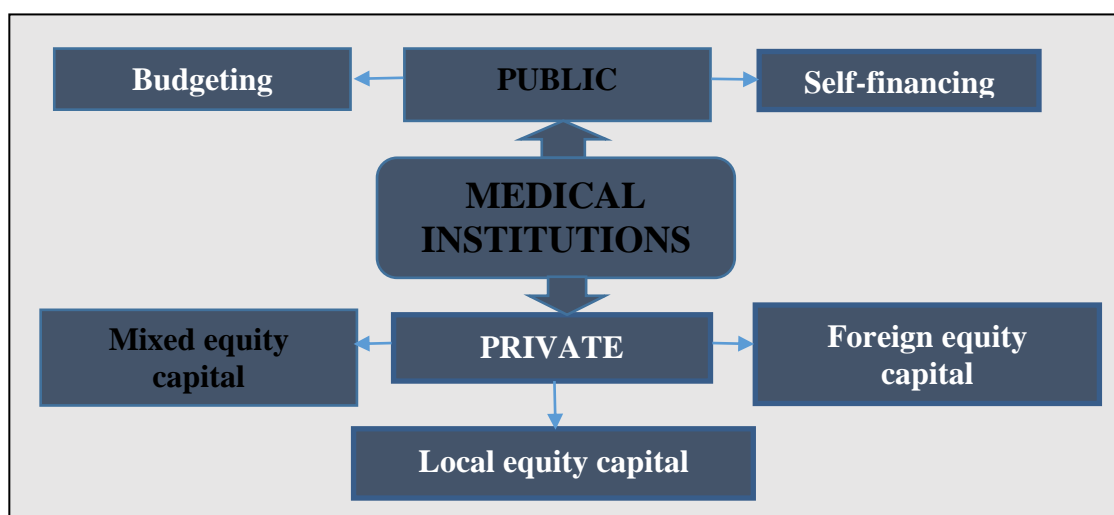 Budgeting
PUBLIC
Self-financing
MEDICAL
INSTITUTIONS
Mixed equity
capital
PRIVATE
Foreign equity
capital
Local equity capital